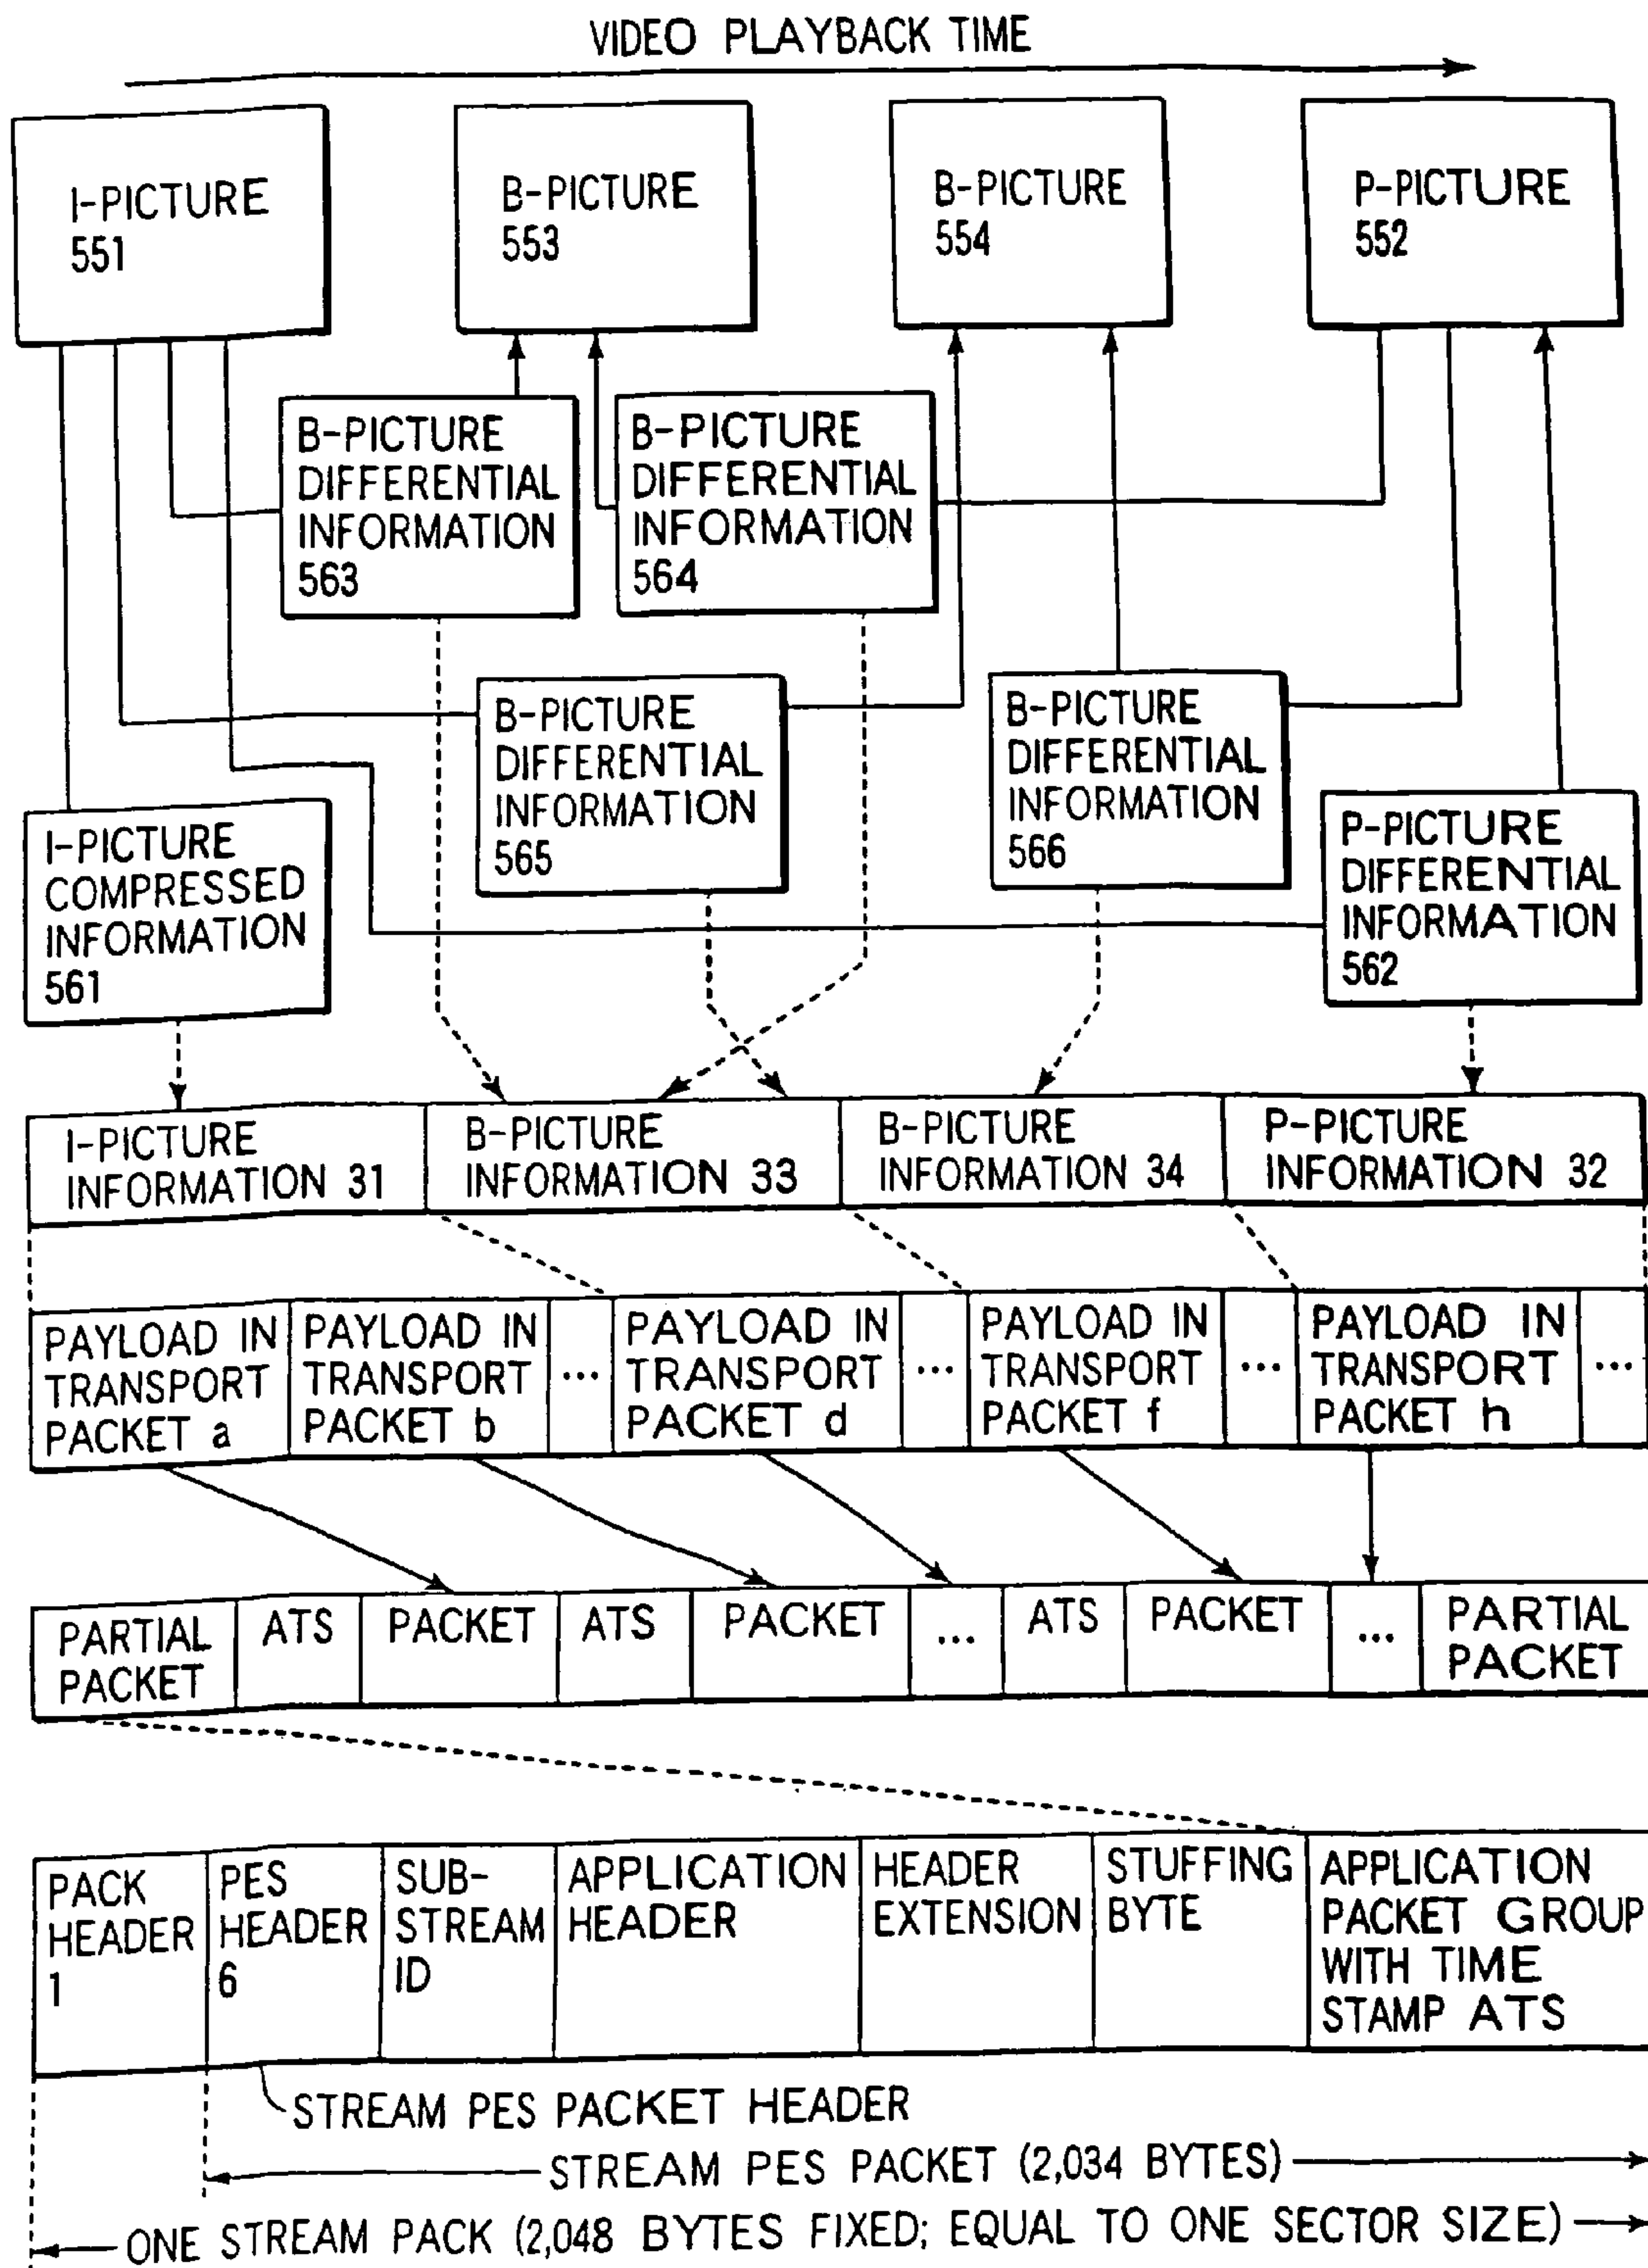 VIDEO PLAYBACK TIME
I-PICTURE
551
B-PICTURE
553
B-PICTURE
554
P-PICTURE
552
B-PICTURE
DIFFERENTIAL
INFORMATION
563
B-PICTURE
DIFFERENTIAL
INFORMATION
564
B-PICTURE
DIFFERENTIAL
INFORMATION
565
B-PICTURE
DIFFERENTIAL
INFORMATION
566
I-PICTURE
COMPRESSED
INFORMATION
561
P-PICTURE
DIFFERENTIAL
INFORMATION
562
I-PICTURE
INFORMATION 31
B-PICTURE
INFORMATION 33
B-PICTURE
INFORMATION 34
P-PICTURE
INFORMATION 32
PAYLOAD IN
TRANSPORT
PACKET a
PAYLOAD IN
TRANSPORT
PACKET b
...
PAYLOAD IN
TRANSPORT
PACKET d
...
PAYLOAD IN
TRANSPORT
PACKET f
...
PAYLOAD IN
TRANSPORT
PACKET h
...
PARTIAL
PACKET
ATS
PACKET
ATS
PACKET
...
ATS
PACKET
...
PARTIAL
PACKET
PACK
HEADER
1
PES
HEADER
6
SUB-
STREAM
ID
APPLICATION
HEADER
HEADER
EXTENSION
STUFFING
BYTE
APPLICATION
PACKET GROUP
WITH TIME
STAMP ATS
STREAM PES PACKET HEADER
STREAM PES PACKET (2,034 BYTES)
ONE STREAM PACK (2,048 BYTES FIXED; EQUAL TO ONE SECTOR SIZE)